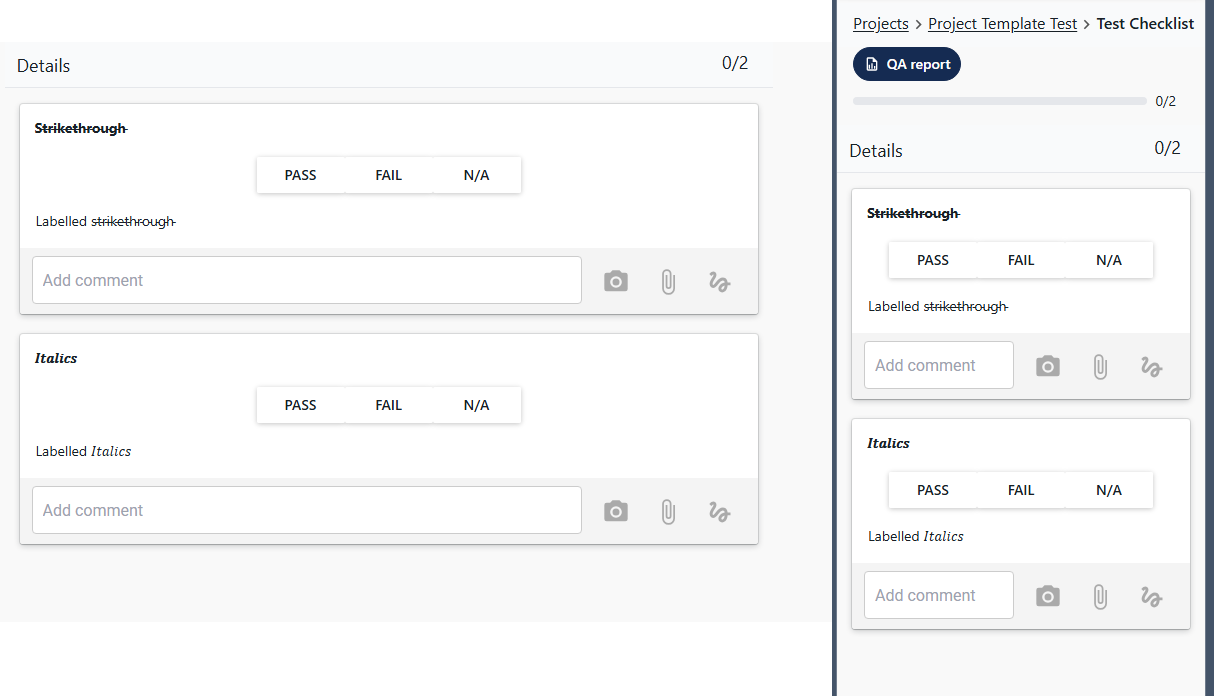 Details 0/2
Strikethrough
PASS FAIL N/A
Labelled strikethrough
Add comment
Italics
PASS FAIL N/A
Labelled Italics
Add comment
Projects > Project Template Test > Test Checklist
QA report
0/2
Details 0/2
Strikethrough
PASS FAIL N/A
Labelled strikethrough
Add comment
Italics
PASS FAIL N/A
Labelled Italics
Add comment